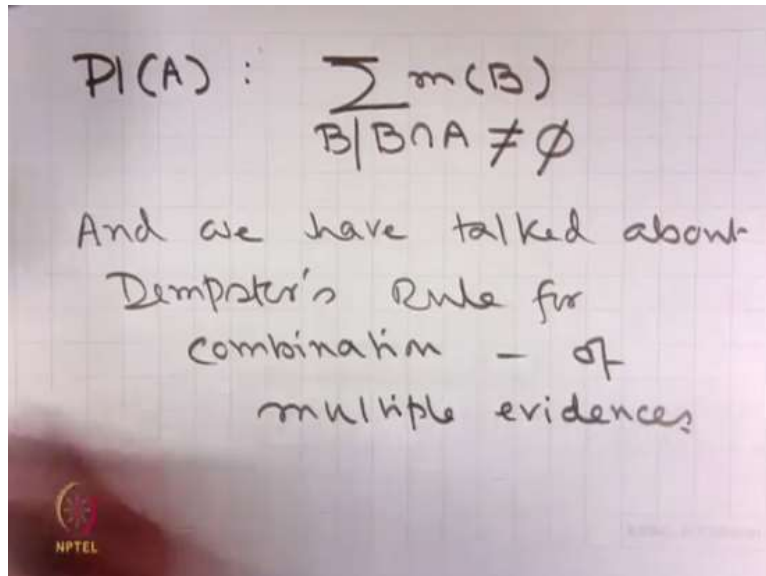 Pl(A) : ∑ m(B)
B|B∩A ≠ ∅
And we have talked about
Dempster's Rule for
combination – of
multiple evidences
NPTEL